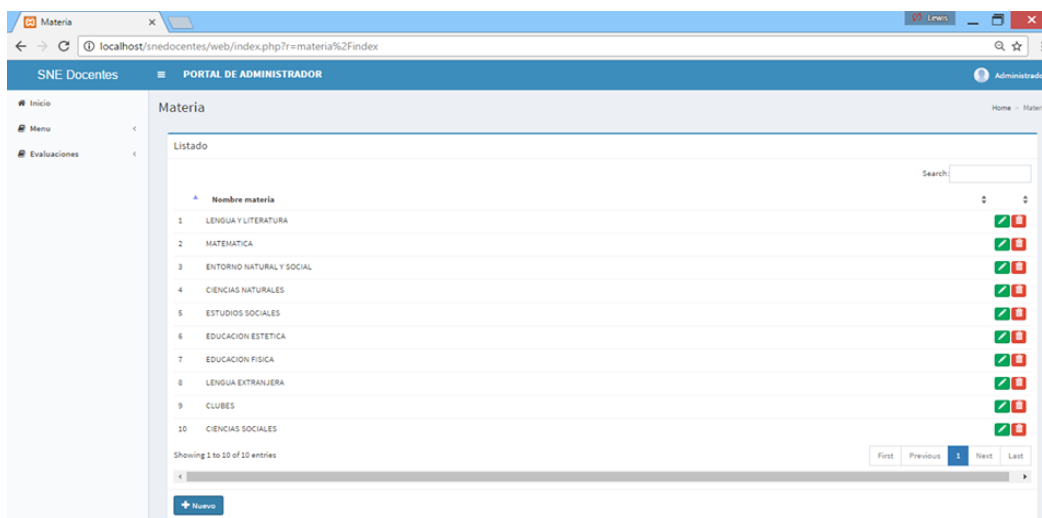 Materia
Lewis
localhost/snedocentes/web/index.php?r=materia%2Findex
SNE Docentes
PORTAL DE ADMINISTRADOR
Administrado
Inicio
Menu
Evaluaciones
Materia
Home > Mater
Listado
Search:
Nombre materia
1 LENGUA Y LITERATURA
2 MATEMATICA
3 ENTORNO NATURAL Y SOCIAL
4 CIENCIAS NATURALES
5 ESTUDIOS SOCIALES
6 EDUCACION ESTETICA
7 EDUCACION FISICA
8 LENGUA EXTRANJERA
9 CLUBES
10 CIENCIAS SOCIALES
Showing 1 to 10 of 10 entries
First Previous 1 Next Last
Nuevo